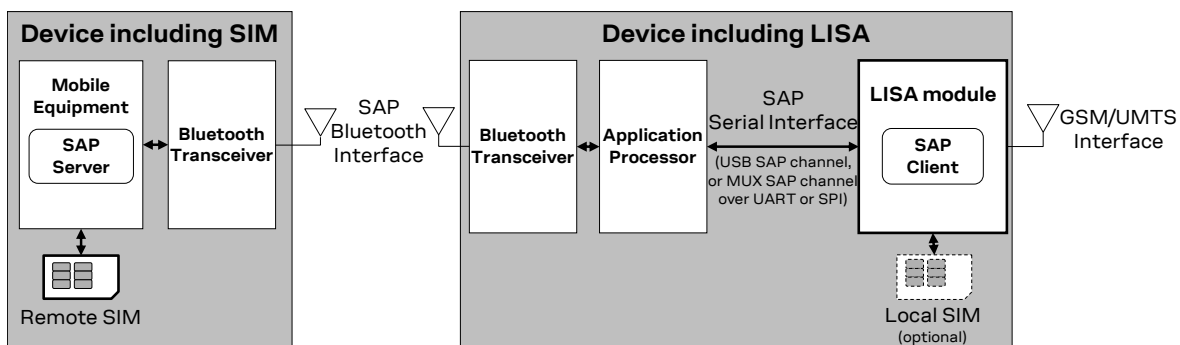 Device including SIM
Mobile
Equipment
SAP
Server
Bluetooth
Transceiver
Remote SIM
SAP
Bluetooth
Interface
Device including LISA
Bluetooth
Transceiver
Application
Processor
SAP
Serial Interface
(USB SAP channel,
or MUX SAP channel
over UART or SPI)
LISA module
SAP
Client
Local SIM
(optional)
GSM/UMTS
Interface